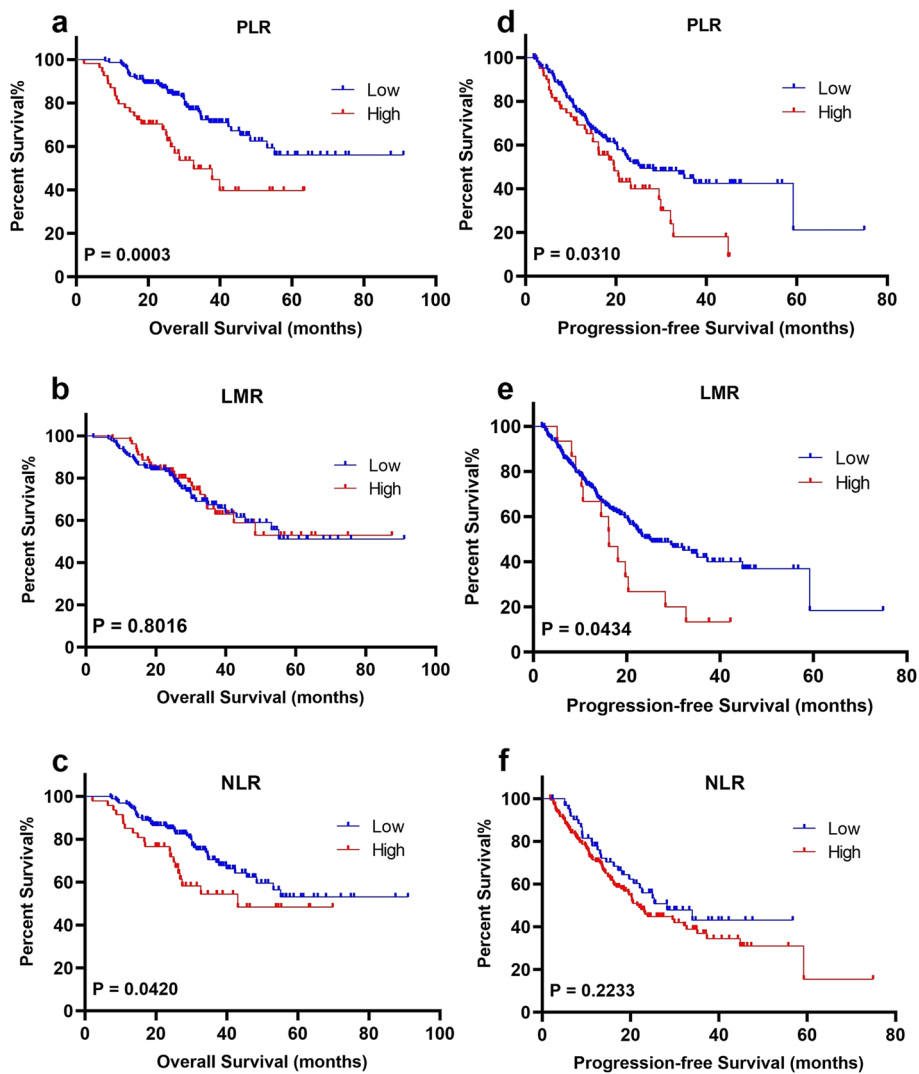 a
PLR
Percent Survival%
100
80
60
40
20
0
Low
High
P = 0.0003
0 20 40 60 80 100
Overall Survival (months)
d
PLR
Percent Survival%
100
80
60
40
20
0
Low
High
P = 0.0310
0 20 40 60 80
Progression-free Survival (months)
b
LMR
Percent Survival%
100
80
60
40
20
0
Low
High
P = 0.8016
0 20 40 60 80 100
Overall Survival (months)
e
LMR
Percent Survival%
100
80
60
40
20
0
Low
High
P = 0.0434
0 20 40 60 80
Progression-free Survival (months)
c
NLR
Percent Survival%
100
80
60
40
20
0
Low
High
P = 0.0420
0 20 40 60 80 100
Overall Survival (months)
f
NLR
Percent Survival%
100
80
60
40
20
0
Low
High
P = 0.2233
0 20 40 60 80
Progression-free Survival (months)